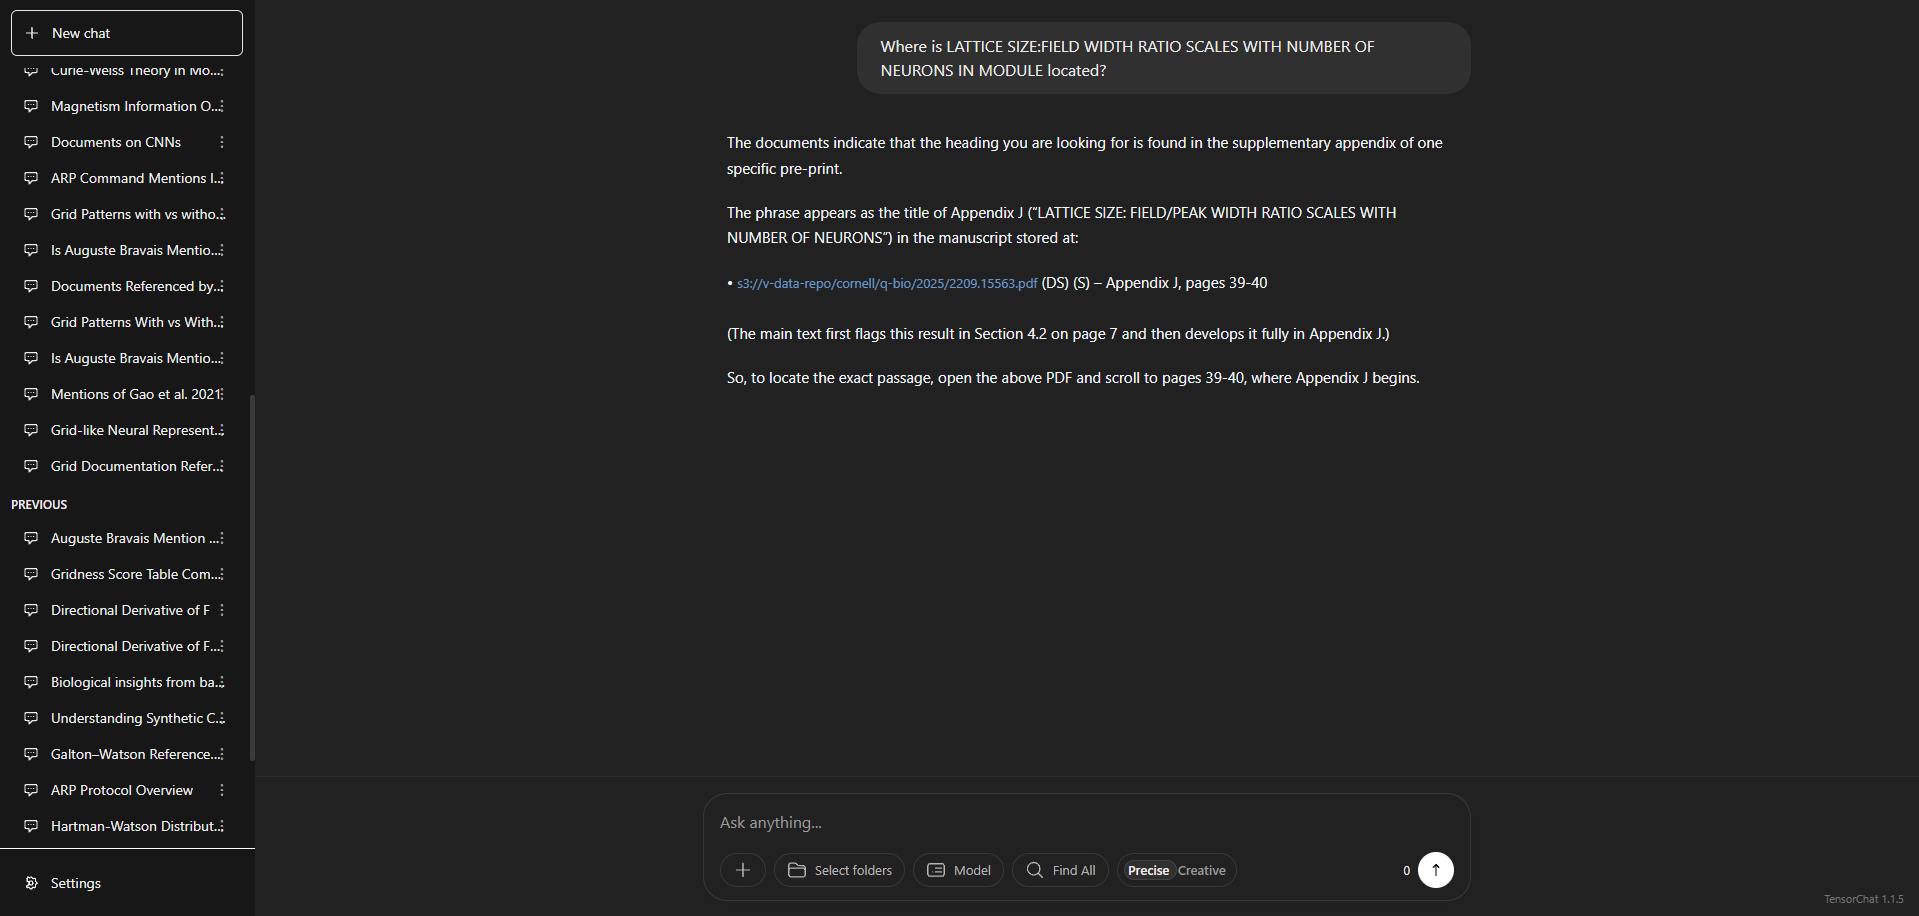 New chat
Curie-Weiss Theory in Mo...
Magnetism Information O...
Documents on CNNs
ARP Command Mentions I...
Grid Patterns with vs witho...
Is Auguste Bravais Mentio...
Documents Referenced by...
Grid Patterns With vs With...
Is Auguste Bravais Mentio...
Mentions of Gao et al. 2021
Grid-like Neural Represent...
Grid Documentation Refer...
PREVIOUS
Auguste Bravais Mention ...
Gridness Score Table Com...
Directional Derivative of F
Directional Derivative of F...
Biological insights from ba...
Understanding Synthetic C...
Galton–Watson Reference...
ARP Protocol Overview
Hartman-Watson Distribut...
Settings
Where is LATTICE SIZE:FIELD WIDTH RATIO SCALES WITH NUMBER OF
NEURONS IN MODULE located?
The documents indicate that the heading you are looking for is found in the supplementary appendix of one
specific pre-print.
The phrase appears as the title of Appendix J (“LATTICE SIZE: FIELD/PEAK WIDTH RATIO SCALES WITH
NUMBER OF NEURONS”) in the manuscript stored at:
• s3://v-data-repo/cornell/q-bio/2025/2209.15563.pdf (DS) (S) – Appendix J, pages 39-40
(The main text first flags this result in Section 4.2 on page 7 and then develops it fully in Appendix J.)
So, to locate the exact passage, open the above PDF and scroll to pages 39-40, where Appendix J begins.
Ask anything...
Select folders
Model
Find All
Precise Creative
0
TensorChat 1.1.5